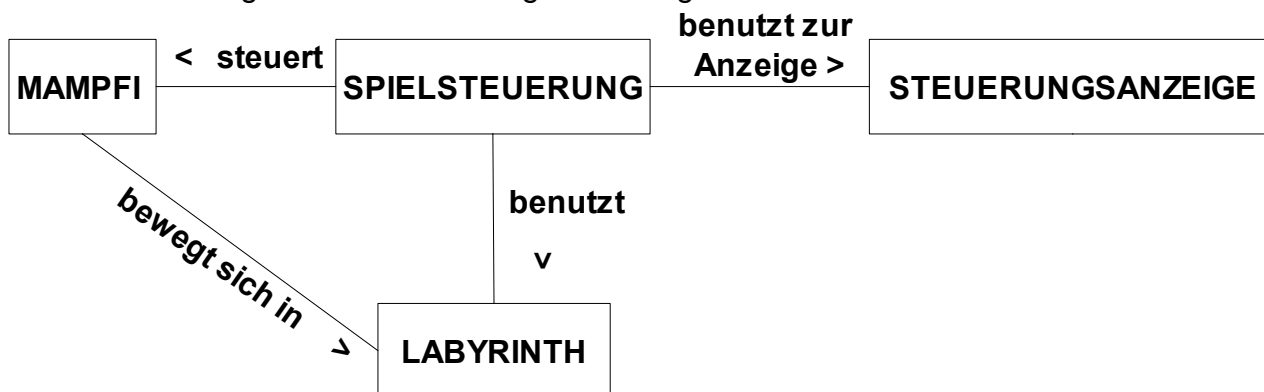 benutzt zur
< steuert
Anzeige >
MAMPFI
SPIELSTEUERUNG
STEUERUNGSANZEIGE
bewegt sich in >
benutzt
v
LABYRINTH